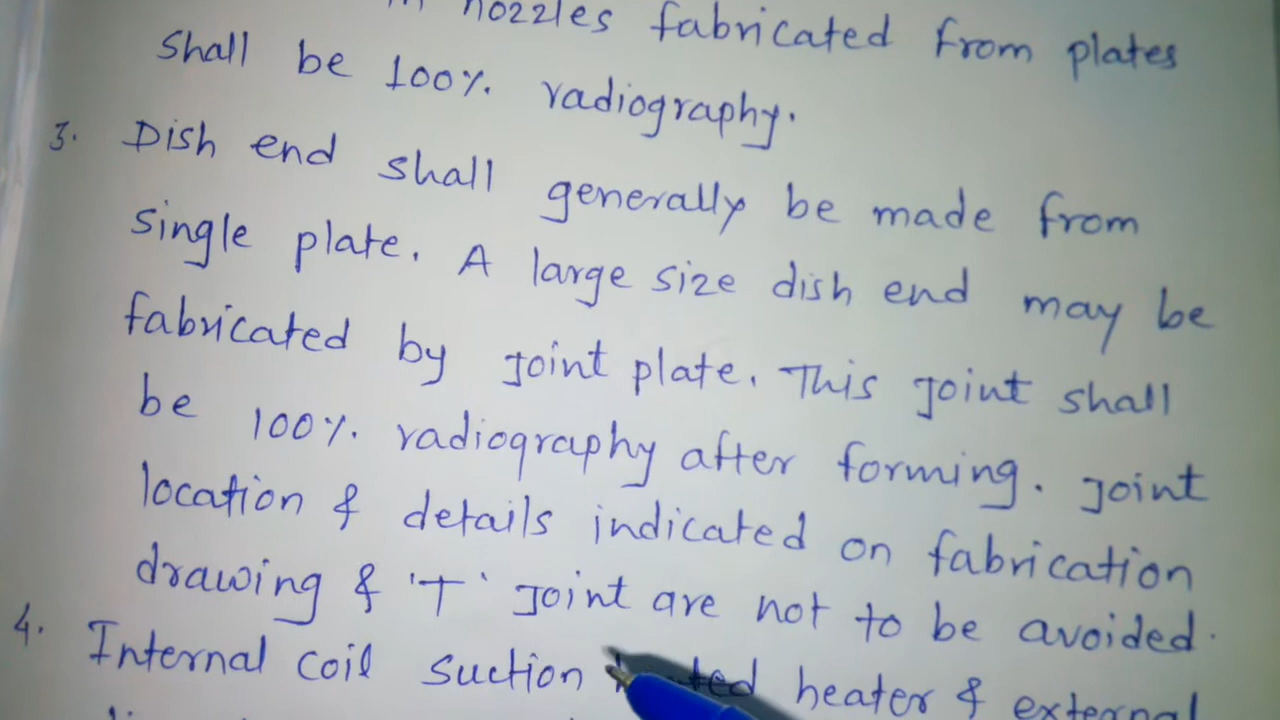 nozzles fabricated from plates
shall be 100%. radiography.
3. Dish end shall generally be made from
single plate. A large size dish end may be
fabricated by joint plate. This joint shall
be 100%. radiography after forming. joint
location & details indicated on fabrication
drawing & 'T' joint are not to be avoided.
4. Internal coil suction heater & external